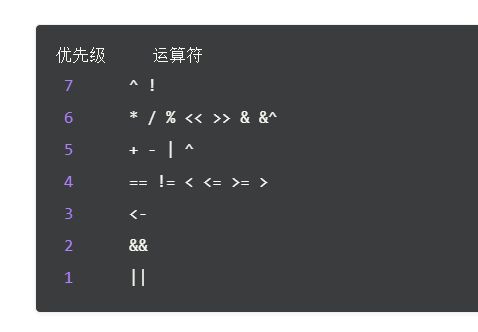 优先级 运算符
7 ^ !
6 * / % << >> & &^
5 + - | ^
4 == != < <= >= >
3 <-
2 &&
1 ||